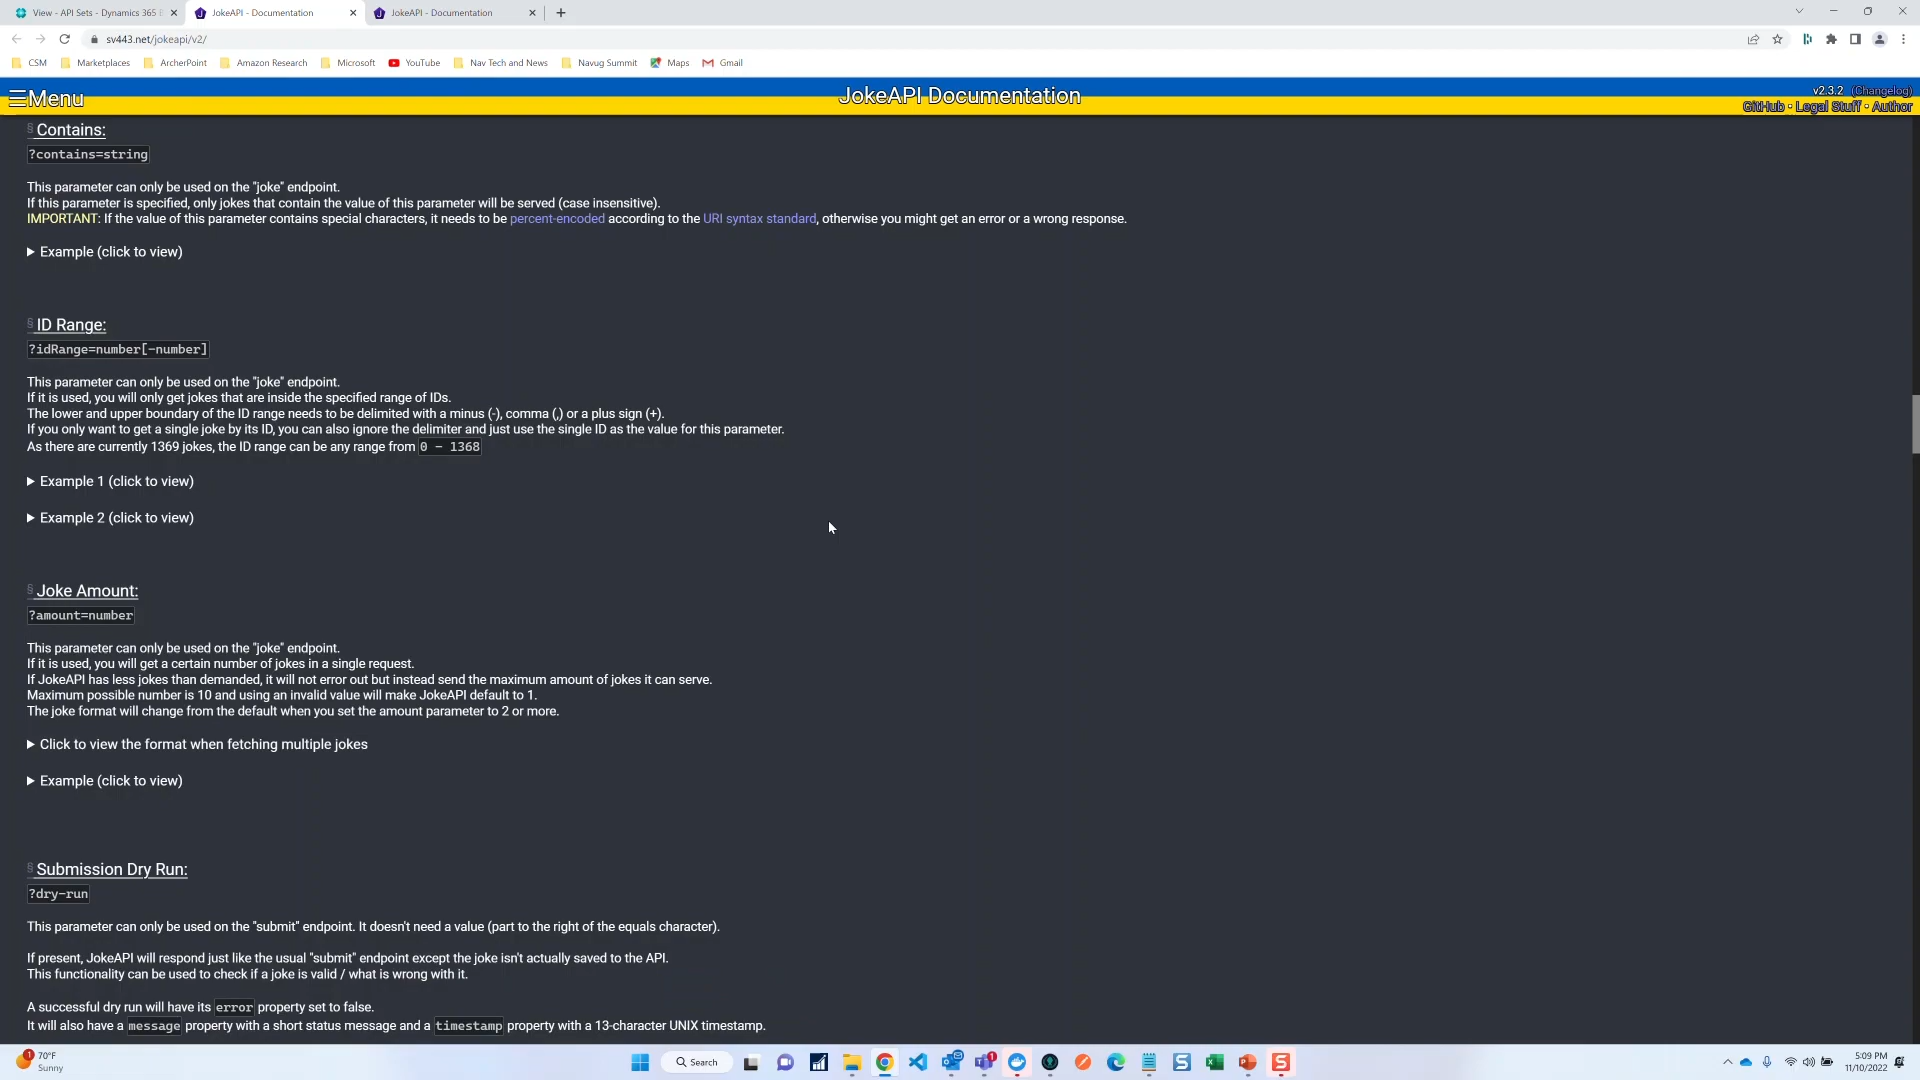 View - API Sets - Dynamics 365 B
JokeAPI - Documentation
JokeAPI - Documentation
sv443.net/jokeapi/v2/
CSM
Marketplaces
ArcherPoint
Amazon Research
Microsoft
YouTube
Nav Tech and News
Navug Summit
Maps
Gmail
Menu
JokeAPI Documentation
v2.3.2 (Changelog)
GitHub • Legal Stuff • Author
§ Contains:
?contains=string
This parameter can only be used on the "joke" endpoint.
If this parameter is specified, only jokes that contain the value of this parameter will be served (case insensitive).
IMPORTANT: If the value of this parameter contains special characters, it needs to be percent-encoded according to the URI syntax standard, otherwise you might get an error or a wrong response.
▶ Example (click to view)
§ ID Range:
?idRange=number[-number]
This parameter can only be used on the "joke" endpoint.
If it is used, you will only get jokes that are inside the specified range of IDs.
The lower and upper boundary of the ID range needs to be delimited with a minus (-), comma (,) or a plus sign (+).
If you only want to get a single joke by its ID, you can also ignore the delimiter and just use the single ID as the value for this parameter.
As there are currently 1369 jokes, the ID range can be any range from 0 - 1368
▶ Example 1 (click to view)
▶ Example 2 (click to view)
§ Joke Amount:
?amount=number
This parameter can only be used on the "joke" endpoint.
If it is used, you will get a certain number of jokes in a single request.
If JokeAPI has less jokes than demanded, it will not error out but instead send the maximum amount of jokes it can serve.
Maximum possible number is 10 and using an invalid value will make JokeAPI default to 1.
The joke format will change from the default when you set the amount parameter to 2 or more.
▶ Click to view the format when fetching multiple jokes
▶ Example (click to view)
§ Submission Dry Run:
?dry-run
This parameter can only be used on the "submit" endpoint. It doesn't need a value (part to the right of the equals character).
If present, JokeAPI will respond just like the usual "submit" endpoint except the joke isn't actually saved to the API.
This functionality can be used to check if a joke is valid / what is wrong with it.
A successful dry run will have its error property set to false.
It will also have a message property with a short status message and a timestamp property with a 13-character UNIX timestamp.
1
70°F
Sunny
Search
1
5:09 PM
11/10/2022